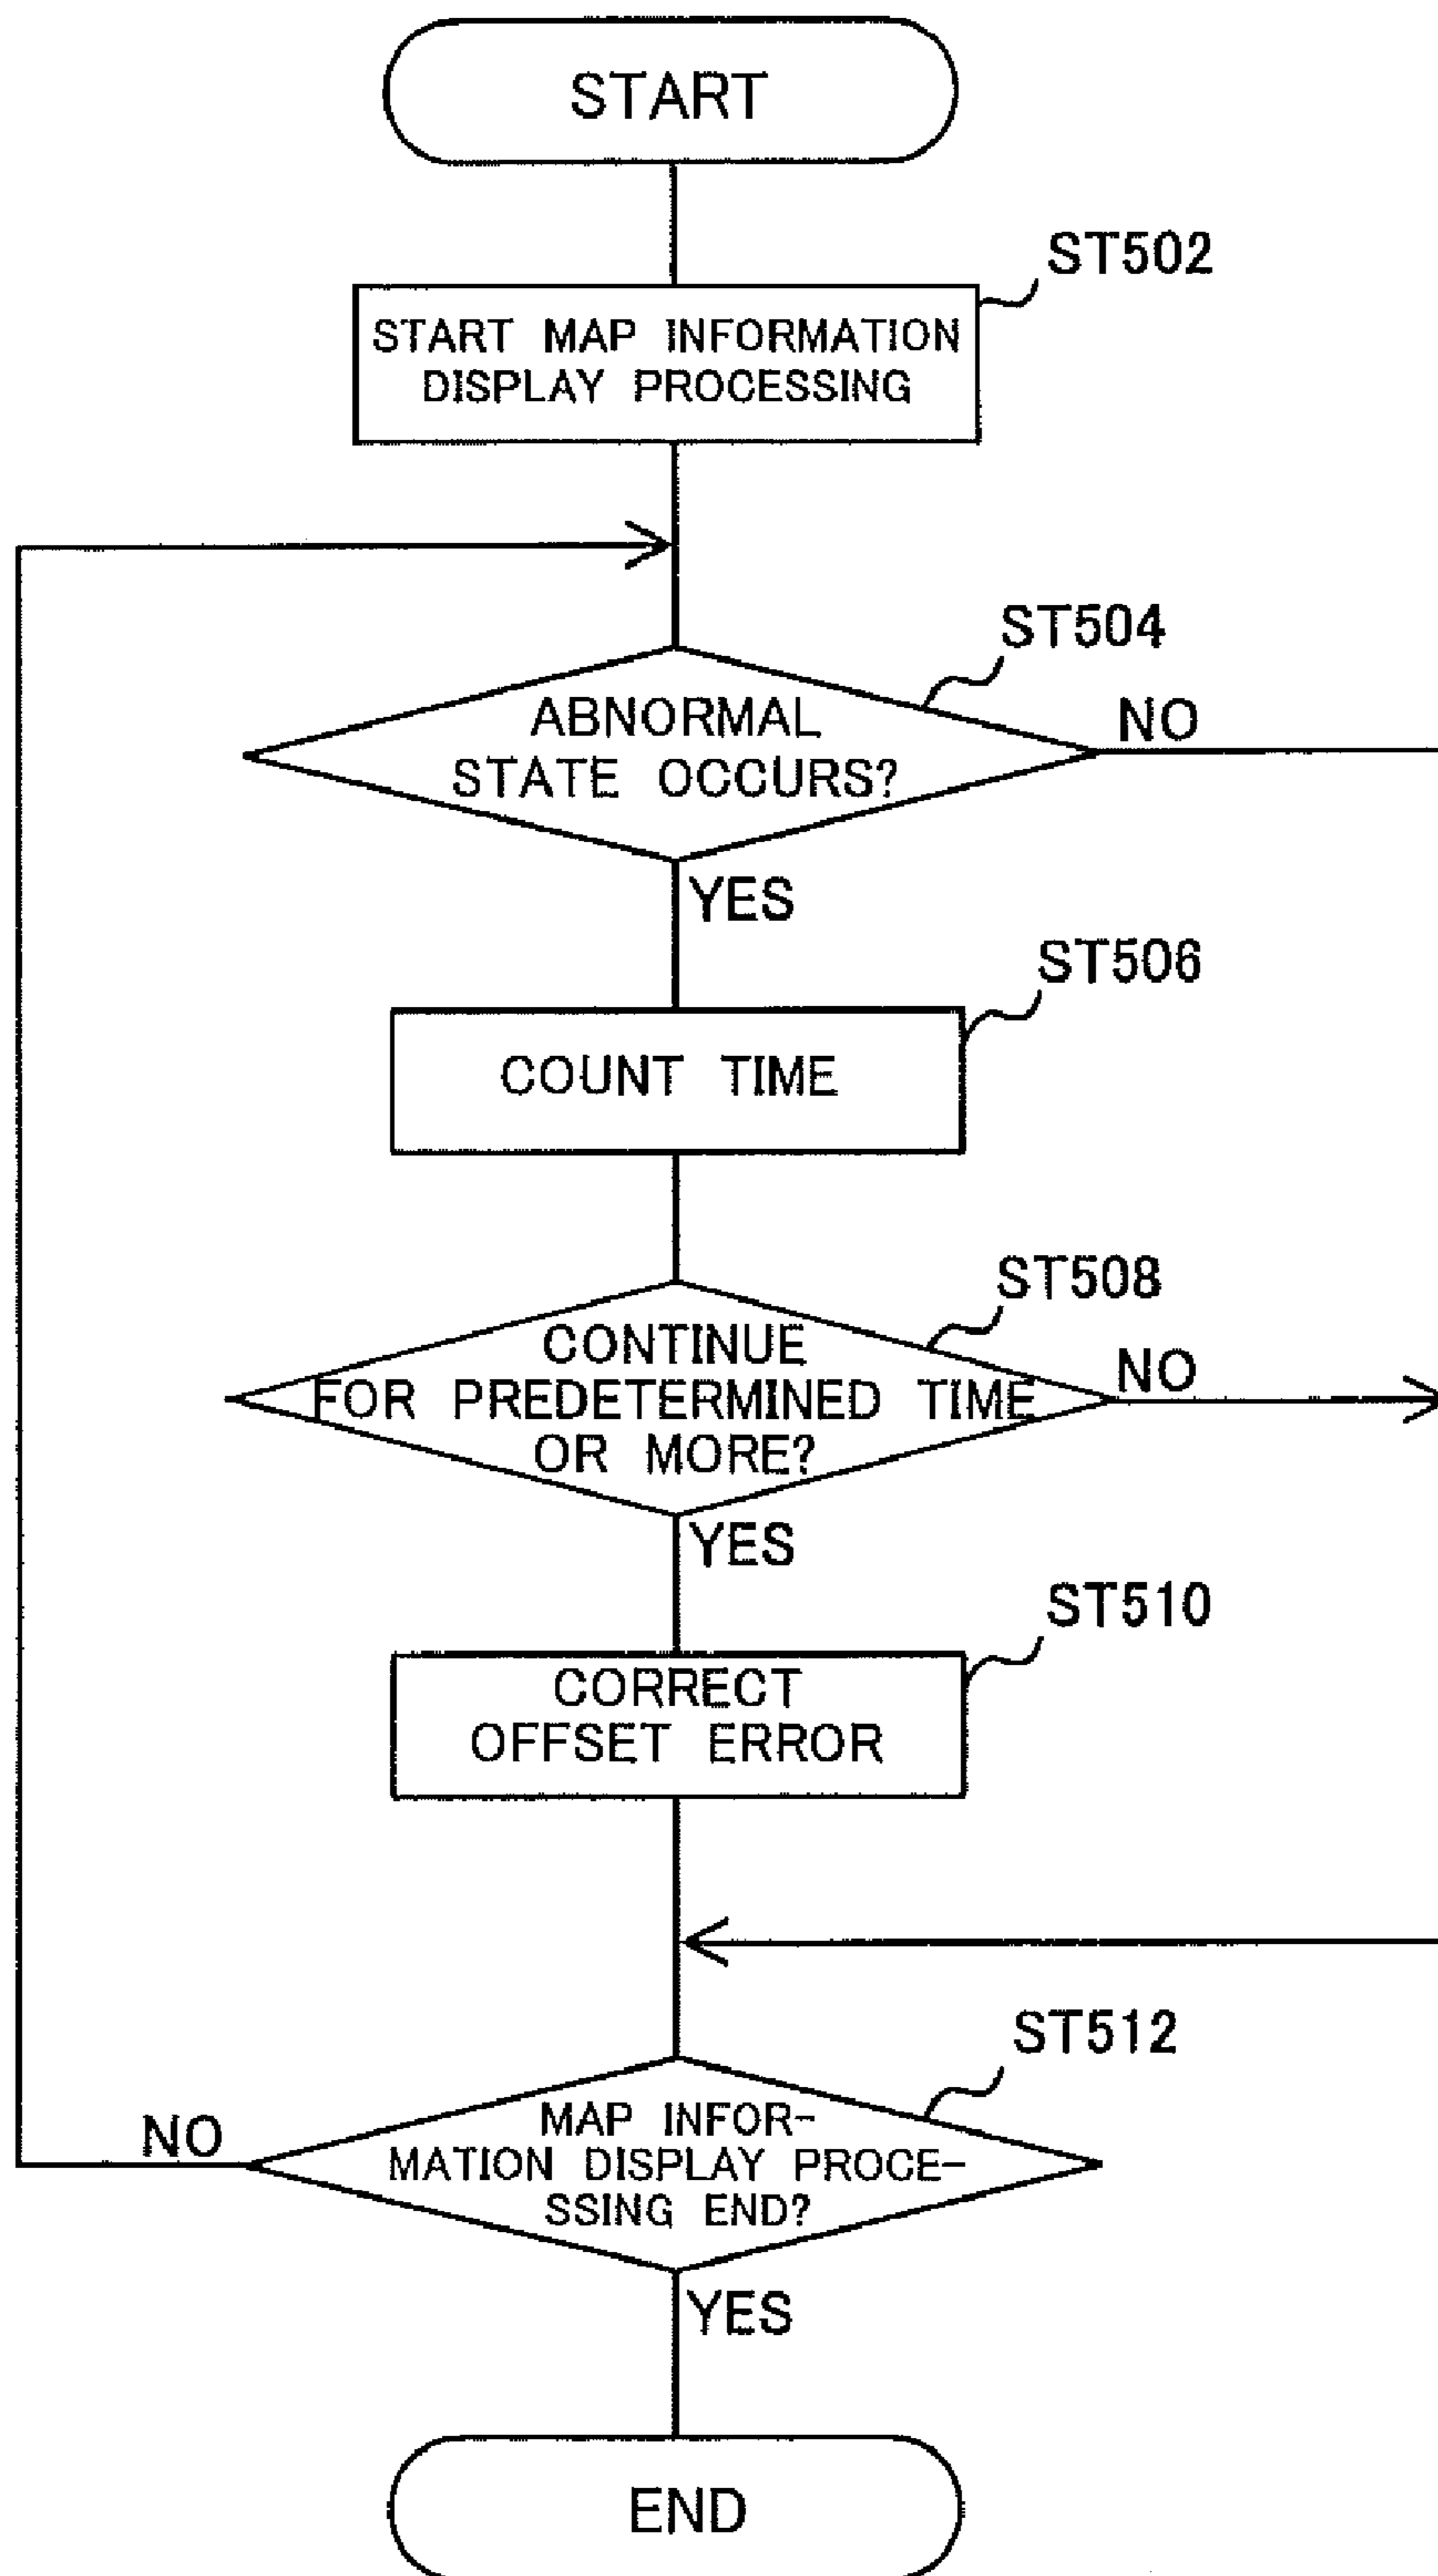 START
ST502
START MAP INFORMATION
DISPLAY PROCESSING
ST504
ABNORMAL
STATE OCCURS?
NO
YES
ST506
COUNT TIME
ST508
CONTINUE
FOR PREDETERMINED TIME
OR MORE?
NO
YES
ST510
CORRECT
OFFSET ERROR
ST512
MAP INFOR-
MATION DISPLAY PROCE-
SSING END?
NO
YES
END